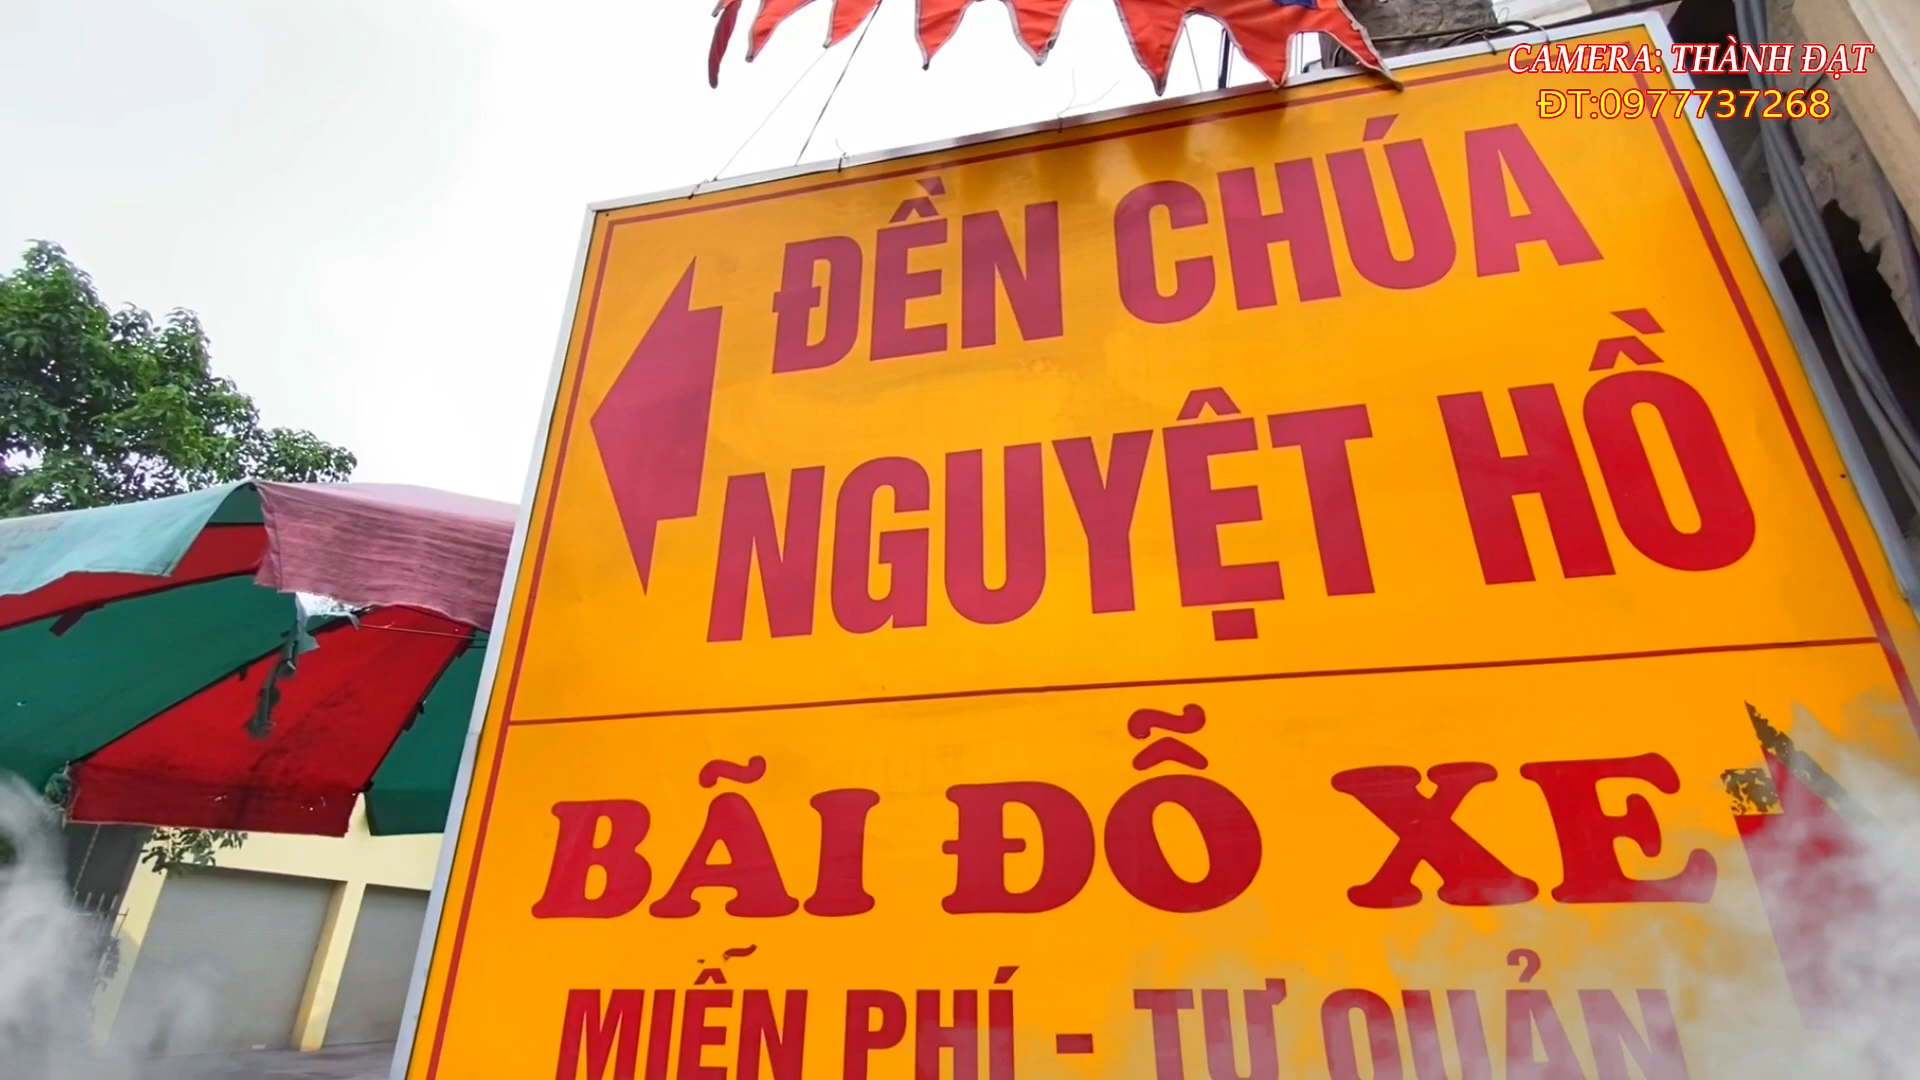 CAMERA: THÀNH ĐẠT
ĐT:0977737268
ĐỀN CHÚA
NGUYỆT HỒ
BÃI ĐỖ XE
MIỄN PHÍ - TỰ QUẢN